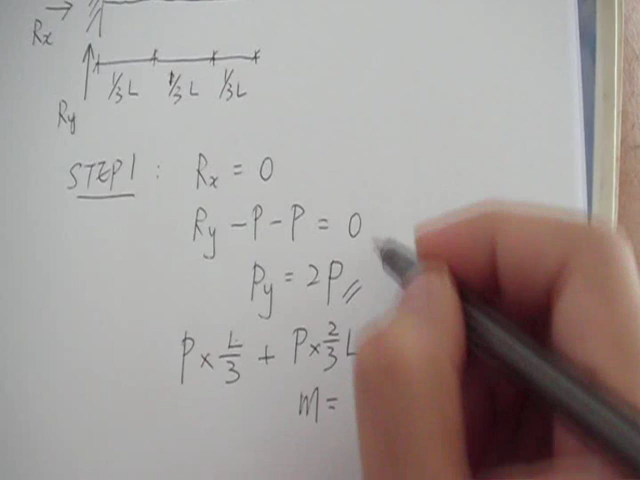 Rx
1/3 L 1/3 L 1/3 L
Ry
STEP 1 : Rx = 0
Ry - P - P = 0
Py = 2P
P × L/3 + P × 2/3 L
m =